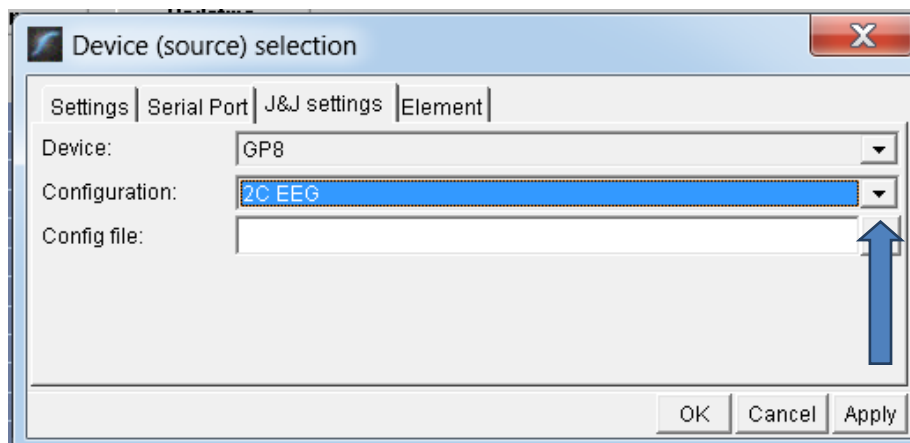 Device (source) selection
Settings Serial Port J&J settings Element
Device: GP8
Configuration: 2C EEG
Config file:
OK Cancel Apply